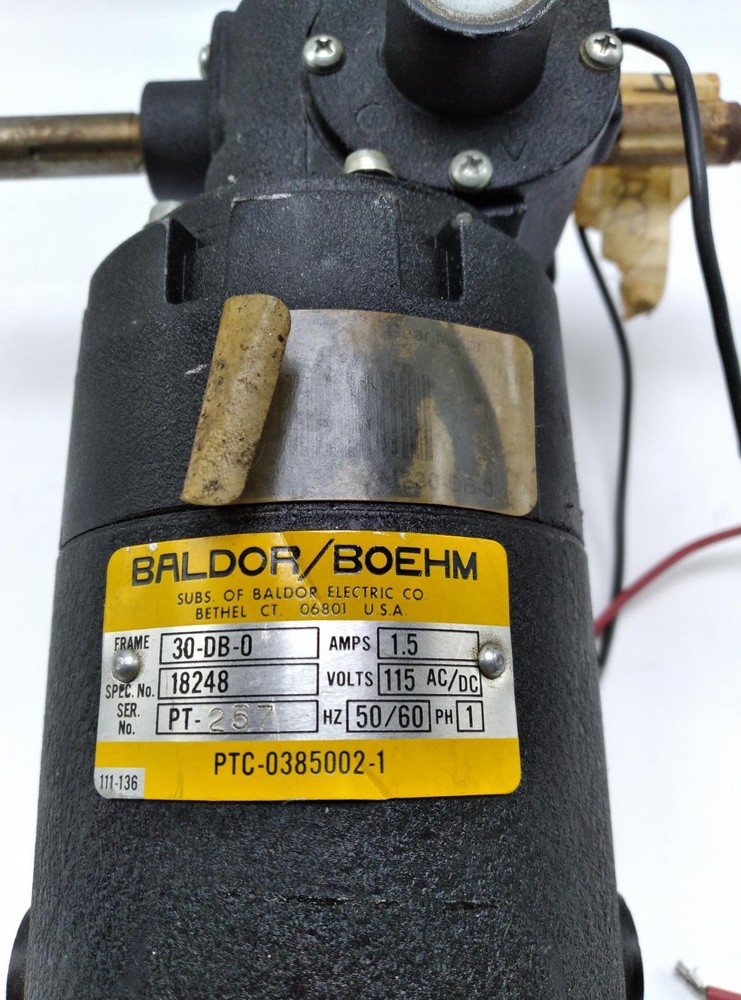 BALDOR/BOEHM
SUBS. OF BALDOR ELECTRIC CO.
BETHEL CT. 06801 U.S.A.
FRAME 30-DB-0 AMPS 1.5
SPEC. No. 18248 VOLTS 115 AC/DC
SER. No. PT-257 HZ 50/60 PH 1
PTC-0385002-1
111-136